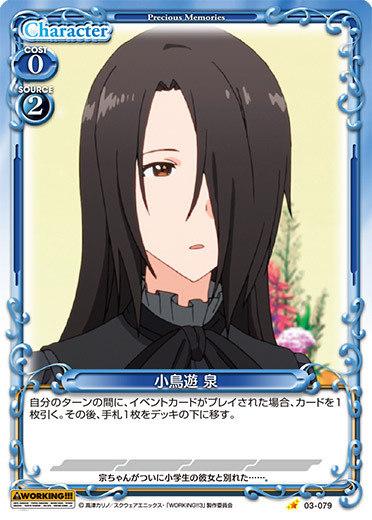 Precious Memories
Character
COST
0
SOURCE
2
小鳥遊 泉
自分のターンの間に、イベントカードがプレイされた場合、カードを1
枚引く。その後、手札1枚をデッキの下に移す。
宗ちゃんがついに小学生の彼女と別れた……。
WORKING!!!
© 高津カリノ/スクウェアエニックス・「WORKING!!3」製作委員会
03-079